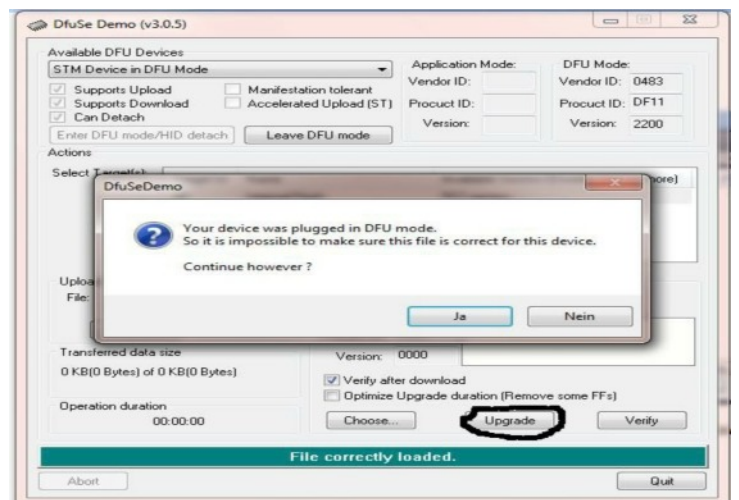 DfuSe Demo (v3.0.5)
Available DFU Devices
STM Device in DFU Mode
Supports Upload
Manifestation tolerant
Supports Download
Accelerated Upload (ST)
Can Detach
Enter DFU mode/HID detach
Leave DFU mode
Application Mode:
Vendor ID:
Procuct ID:
Version:
DFU Mode:
Vendor ID: 0483
Procuct ID: DF11
Version: 2200
Actions
Select Target(s):
DfuSeDemo
Your device was plugged in DFU mode.
So it is impossible to make sure this file is correct for this device.
Continue however ?
Ja
Nein
File:
Transferred data size
0 KB(0 Bytes) of 0 KB(0 Bytes)
Operation duration
00:00:00
Version: 0000
Verify after download
Optimize Upgrade duration (Remove some FFs)
Choose...
Upgrade
Verify
File correctly loaded.
Abort
Quit